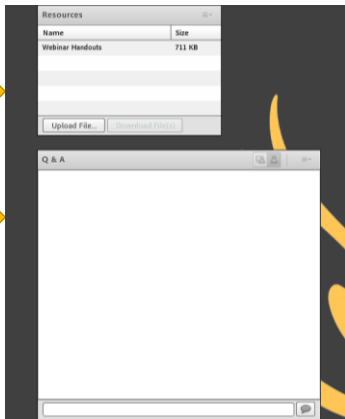 Resources
Name Size
Webinar Handouts 711 KB
Upload File... Download File(s)
Q & A